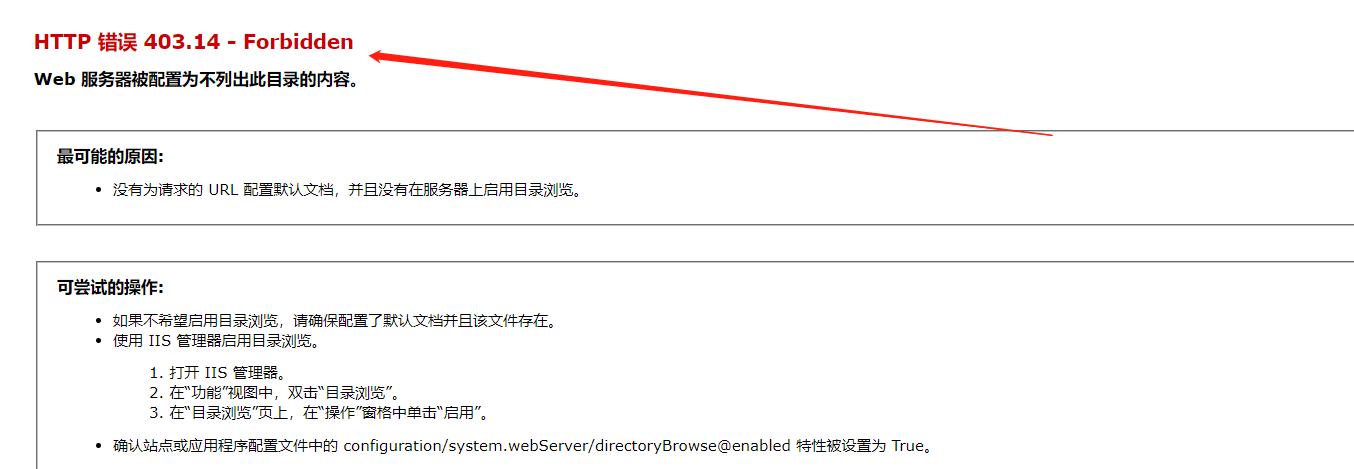 HTTP 错误 403.14 - Forbidden
Web 服务器被配置为不列出此目录的内容。
最可能的原因:
• 没有为请求的 URL 配置默认文档，并且没有在服务器上启用目录浏览。
可尝试的操作:
• 如果不希望启用目录浏览，请确保配置了默认文档并且该文件存在。
• 使用 IIS 管理器启用目录浏览。
1. 打开 IIS 管理器。
2. 在“功能”视图中，双击“目录浏览”。
3. 在“目录浏览”页上，在“操作”窗格中单击“启用”。
• 确认站点或应用程序配置文件中的 configuration/system.webServer/directoryBrowse@enabled 特性被设置为 True。